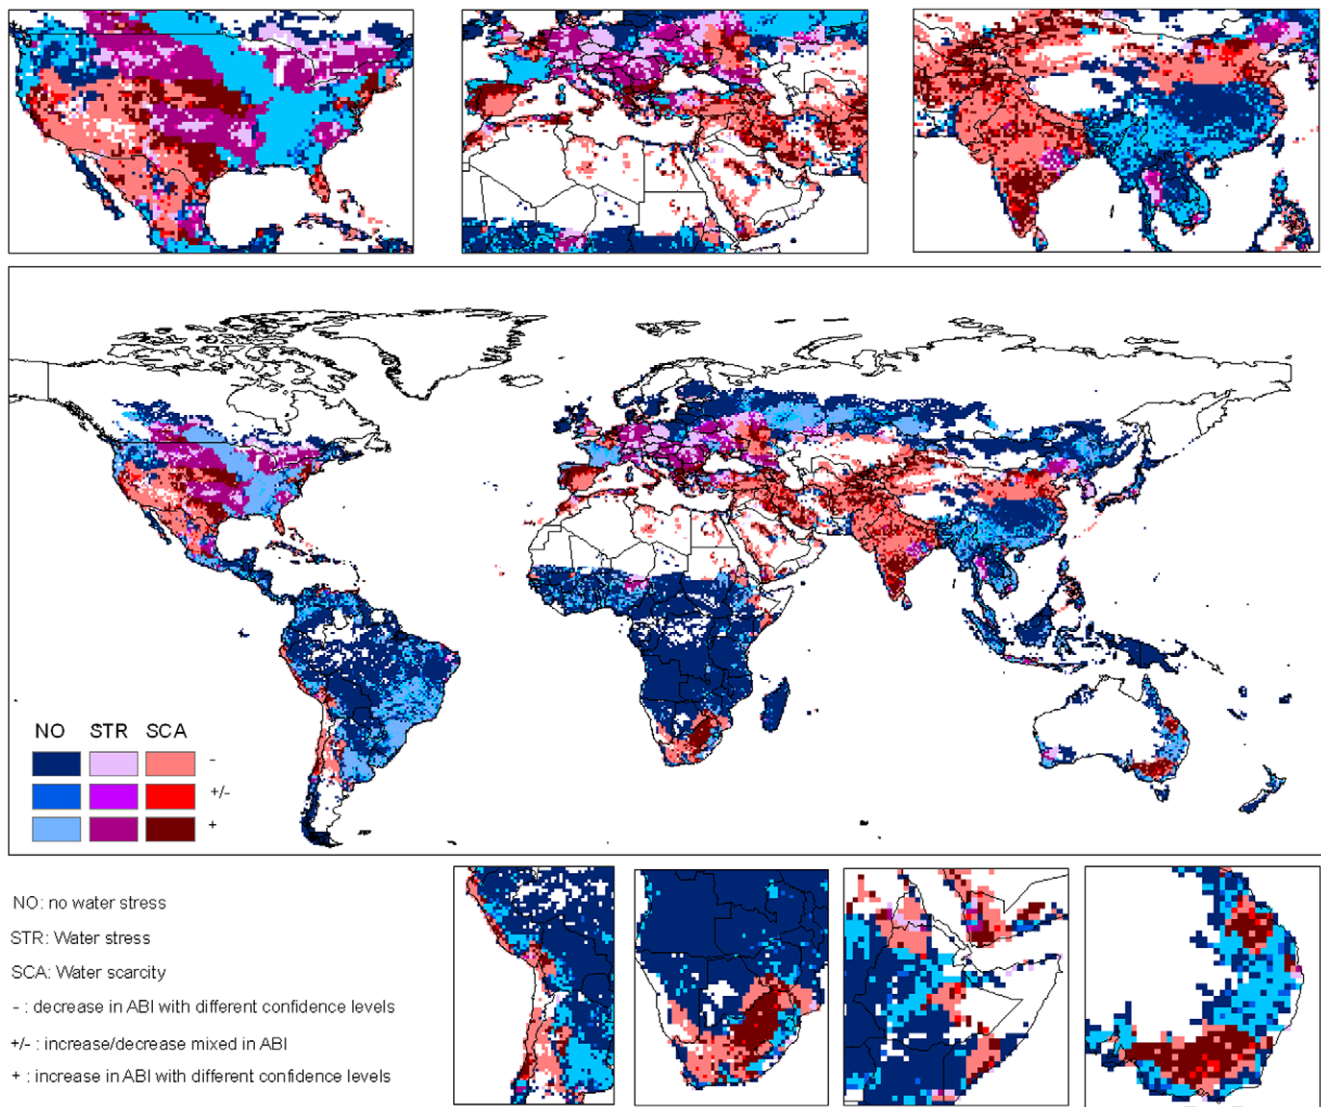 NO STR SCA
-
+/-
+
NO: no water stress
STR: Water stress
SCA: Water scarcity
- : decrease in ABI with different confidence levels
+/- : increase/decrease mixed in ABI
+ : increase in ABI with different confidence levels